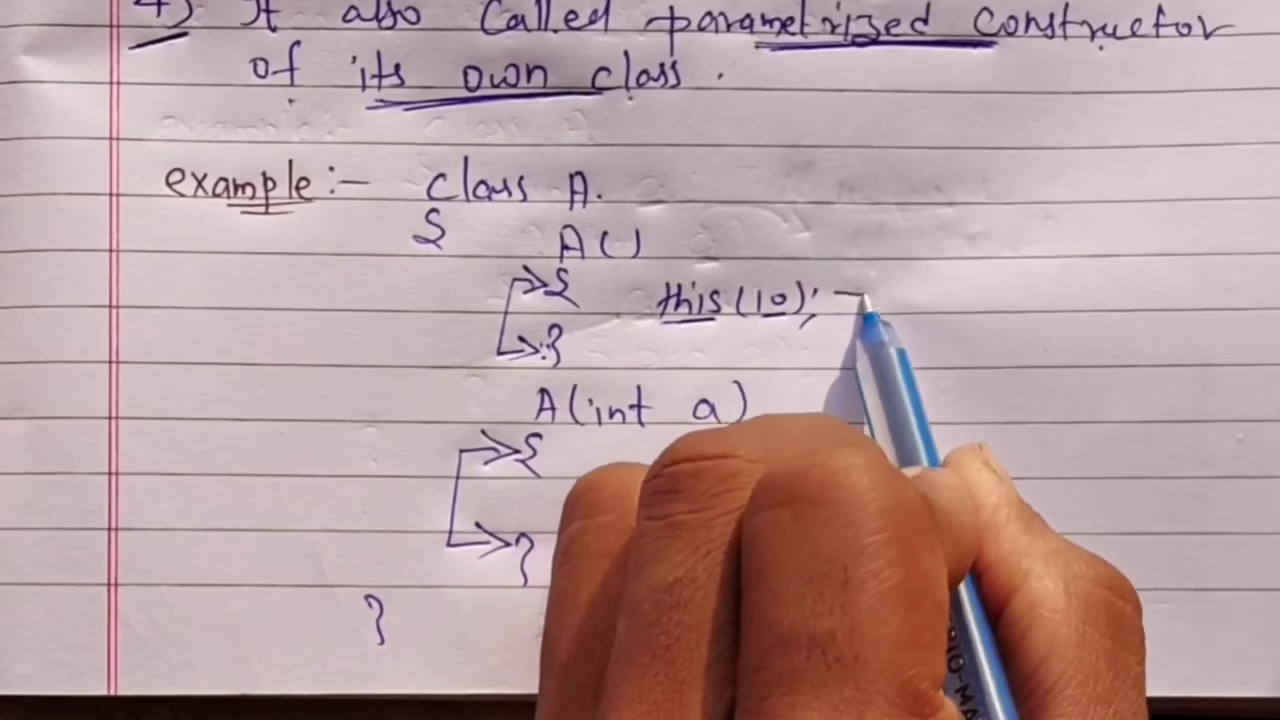 4) It also Called parametrized Constructor
of its own class.
example :- class A.
{ A()
{ this(10);
}
A(int a)
{
}
}